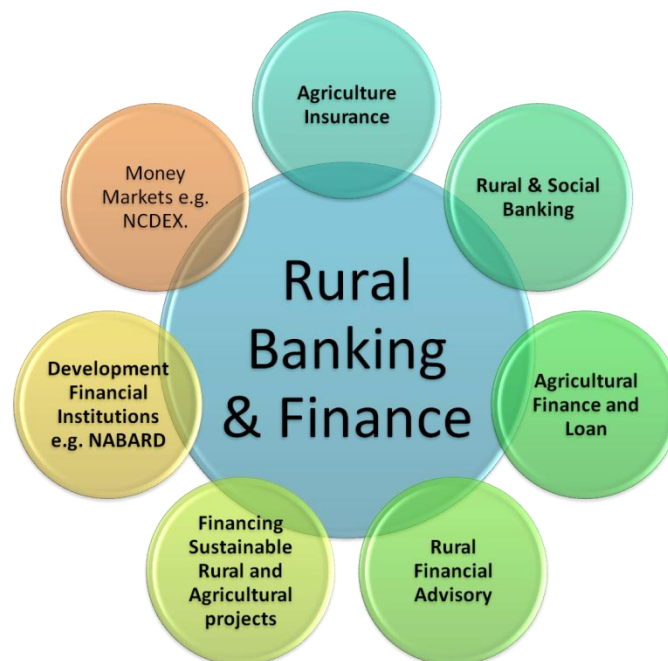 Agriculture
Insurance
Rural & Social
Banking
Agricultural
Finance and
Loan
Rural
Financial
Advisory
Financing
Sustainable
Rural and
Agricultural
projects
Development
Financial
Institutions
e.g. NABARD
Money
Markets e.g.
NCDEX.
Rural
Banking
& Finance